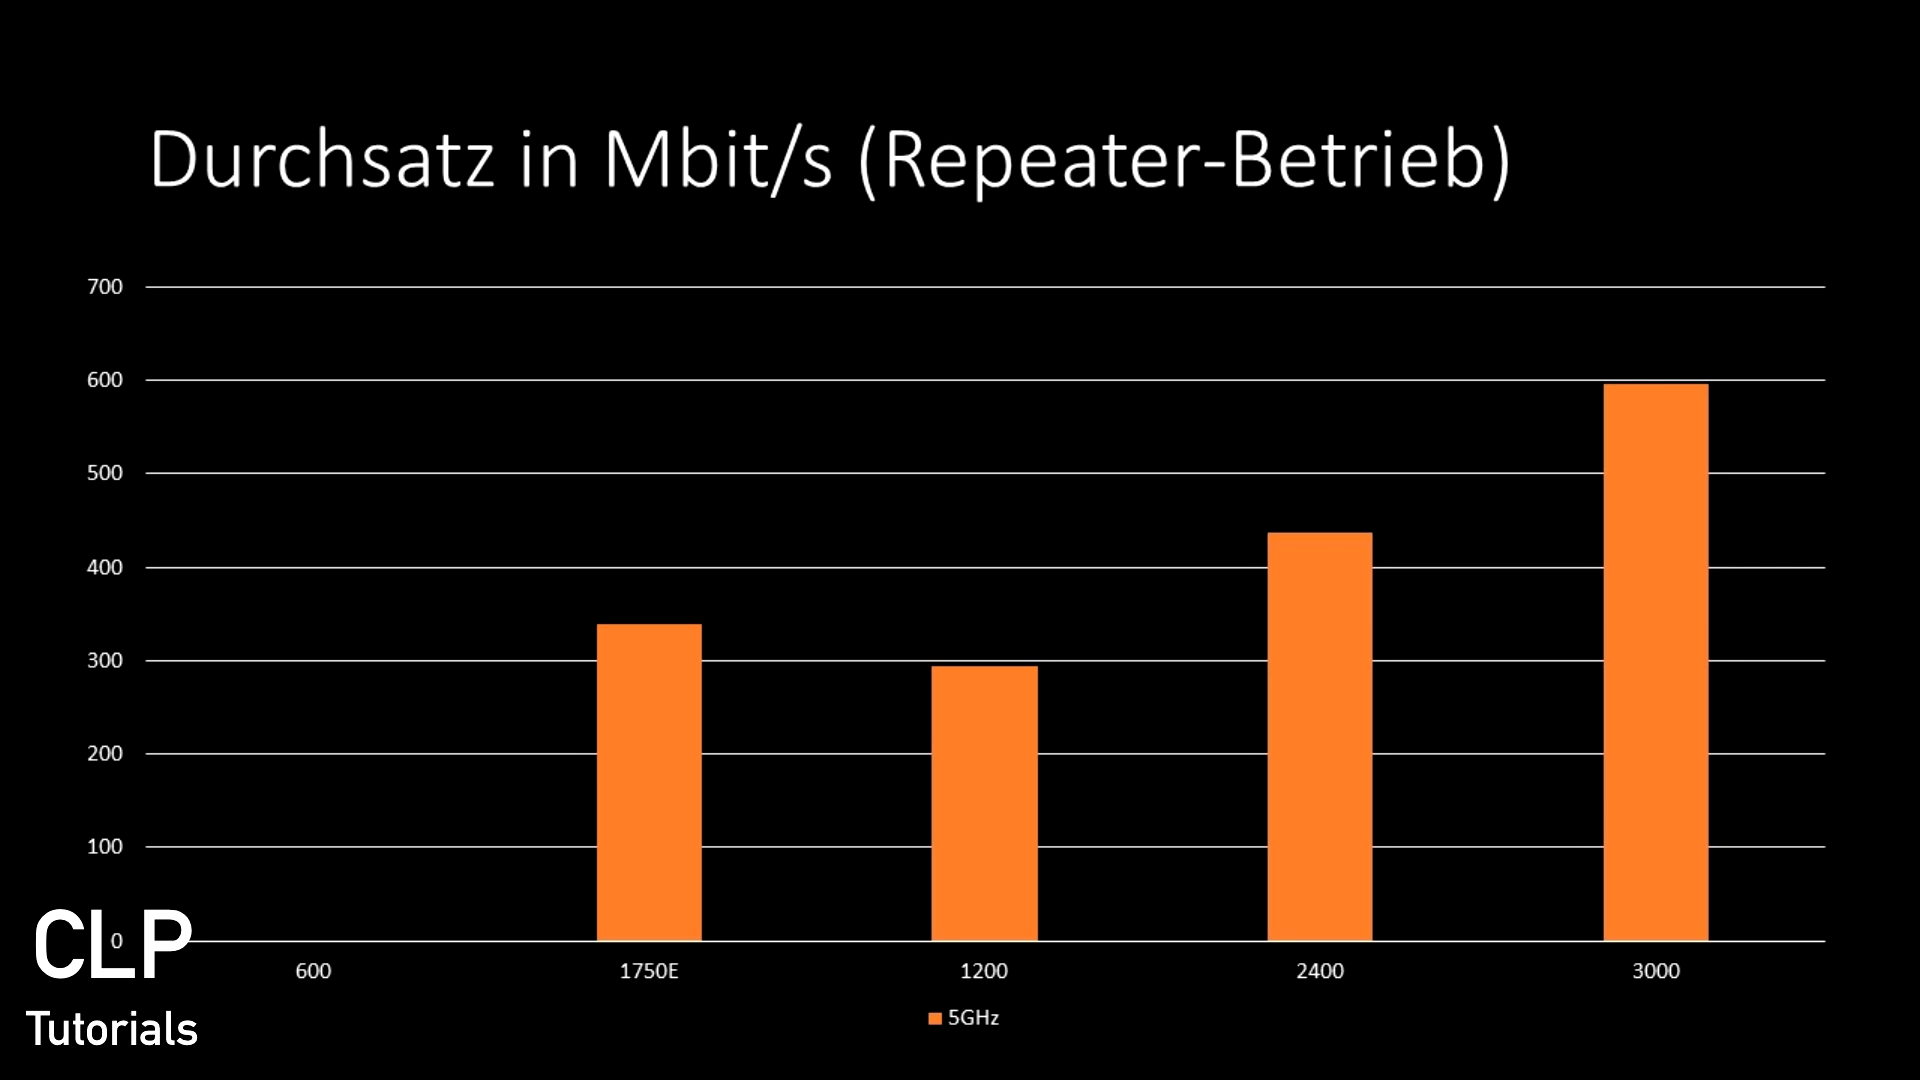 Durchsatz in Mbit/s (Repeater-Betrieb)
700
600
500
400
300
200
100
0
600 1750E 1200 2400 3000
5GHz
CLP
Tutorials